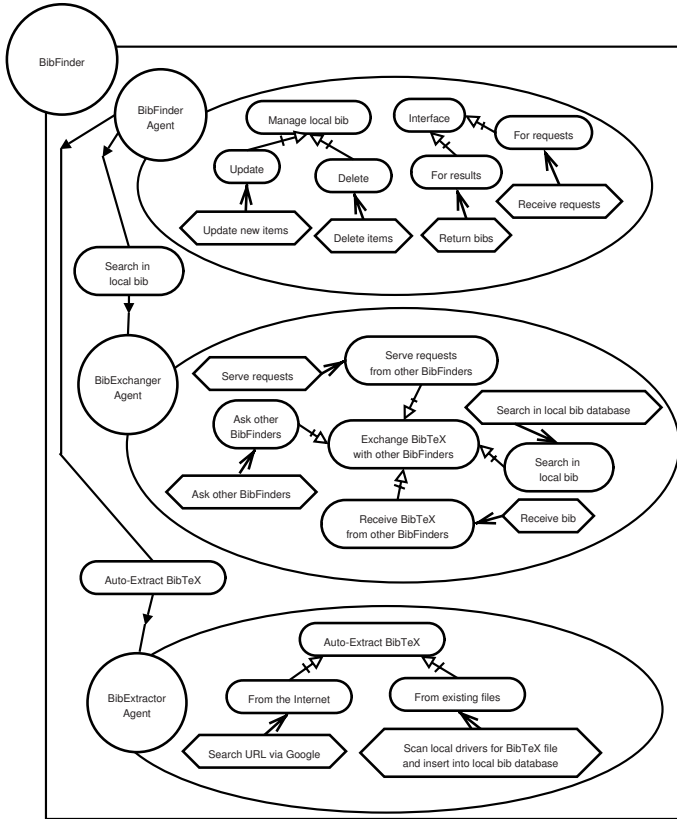 BibFinder
BibFinder
Agent
Manage local bib
Interface
For requests
Update
Delete
For results
Receive requests
Update new items
Delete items
Return bibs
Search in
local bib
BibExchanger
Agent
Serve requests
from other BibFinders
Serve requests
Search in local bib database
Ask other
BibFinders
Exchange BibTeX
with other BibFinders
Search in
local bib
Ask other BibFinders
Receive BibTeX
from other BibFinders
Receive bib
Auto-Extract BibTeX
BibExtractor
Agent
Auto-Extract BibTeX
From the Internet
From existing files
Search URL via Google
Scan local drivers for BibTeX file
and insert into local bib database